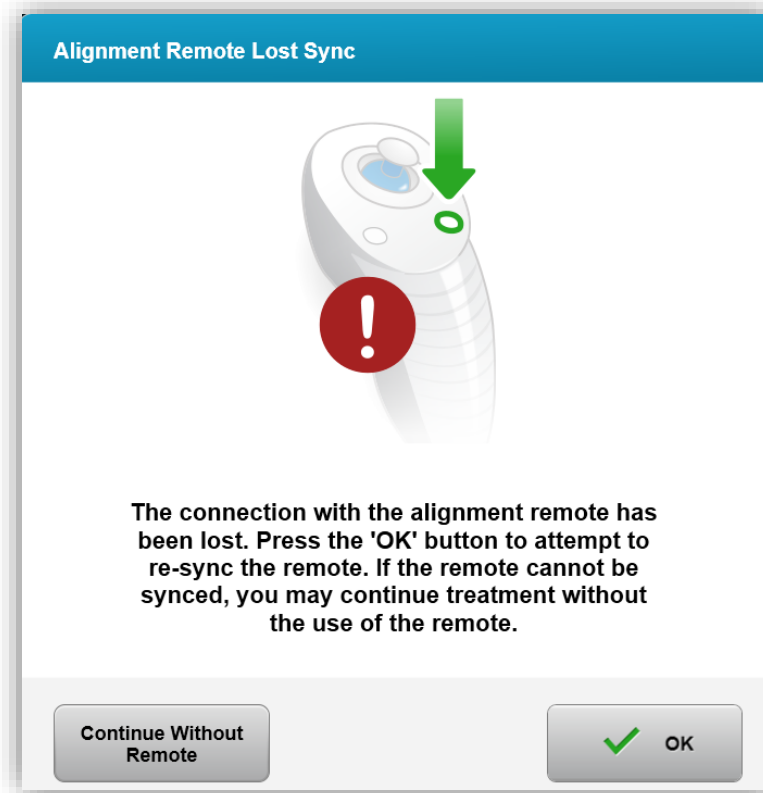 Alignment Remote Lost Sync
The connection with the alignment remote has
been lost. Press the 'OK' button to attempt to
re-sync the remote. If the remote cannot be
synced, you may continue treatment without
the use of the remote.
Continue Without
Remote
OK